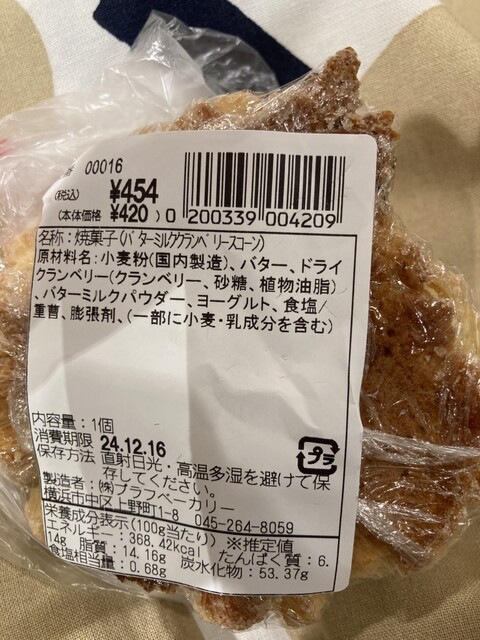 00016
(税込) ¥454
(本体価格 ¥420)
0 200339 004209
名称:焼菓子(バターミルククランベリースコーン)
原材料名:小麦粉(国内製造)、バター、ドライ
クランベリー(クランベリー、砂糖、植物油脂)
、バターミルクパウダー、ヨーグルト、食塩/
重曹、膨張剤、(一部に小麦・乳成分を含む)
内容量:1個
消費期限 24.12.16
保存方法 直射日光・高温多湿を避けて保
存してください。
製造者:㈱ブラフベーカリー
横浜市中区上野町1-8 045-264-8059
栄養成分表示(100g当たり) ※推定値
エネルギー:368.42kcal たんぱく質:6.
14g 脂質:14.16g 炭水化物:53.37g
食塩相当量:0.68g
プラ